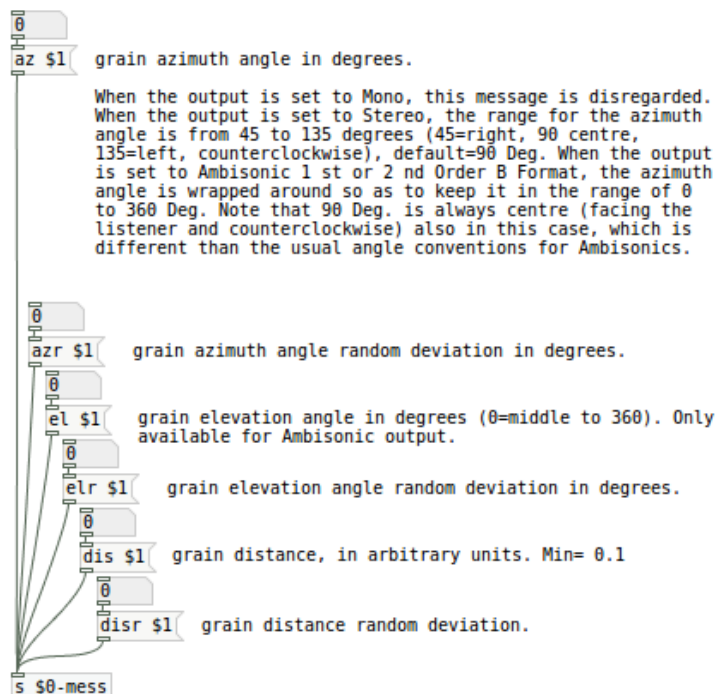 0
az $1 grain azimuth angle in degrees.
When the output is set to Mono, this message is disregarded.
When the output is set to Stereo, the range for the azimuth
angle is from 45 to 135 degrees (45=right, 90 centre,
135=left, counterclockwise), default=90 Deg. When the output
is set to Ambisonic 1 st or 2 nd Order B Format, the azimuth
angle is wrapped around so as to keep it in the range of 0
to 360 Deg. Note that 90 Deg. is always centre (facing the
listener and counterclockwise) also in this case, which is
different than the usual angle conventions for Ambisonics.
0
azr $1 grain azimuth angle random deviation in degrees.
0
el $1 grain elevation angle in degrees (0=middle to 360). Only
available for Ambisonic output.
0
elr $1 grain elevation angle random deviation in degrees.
0
dis $1 grain distance, in arbitrary units. Min= 0.1
0
disr $1 grain distance random deviation.
s $0-mess